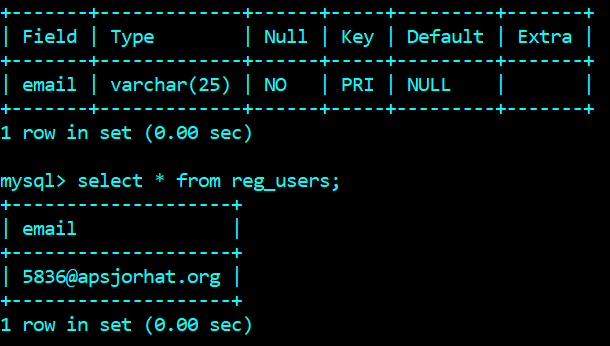 +-------+-------------+------+-----+---------+-------+
| Field | Type        | Null | Key | Default | Extra |
+-------+-------------+------+-----+---------+-------+
| email | varchar(25) | NO   | PRI | NULL    |       |
+-------+-------------+------+-----+---------+-------+
1 row in set (0.00 sec)
mysql> select * from reg_users;
+--------------------+
| email              |
+--------------------+
| 5836@apsjorhat.org |
+--------------------+
1 row in set (0.00 sec)